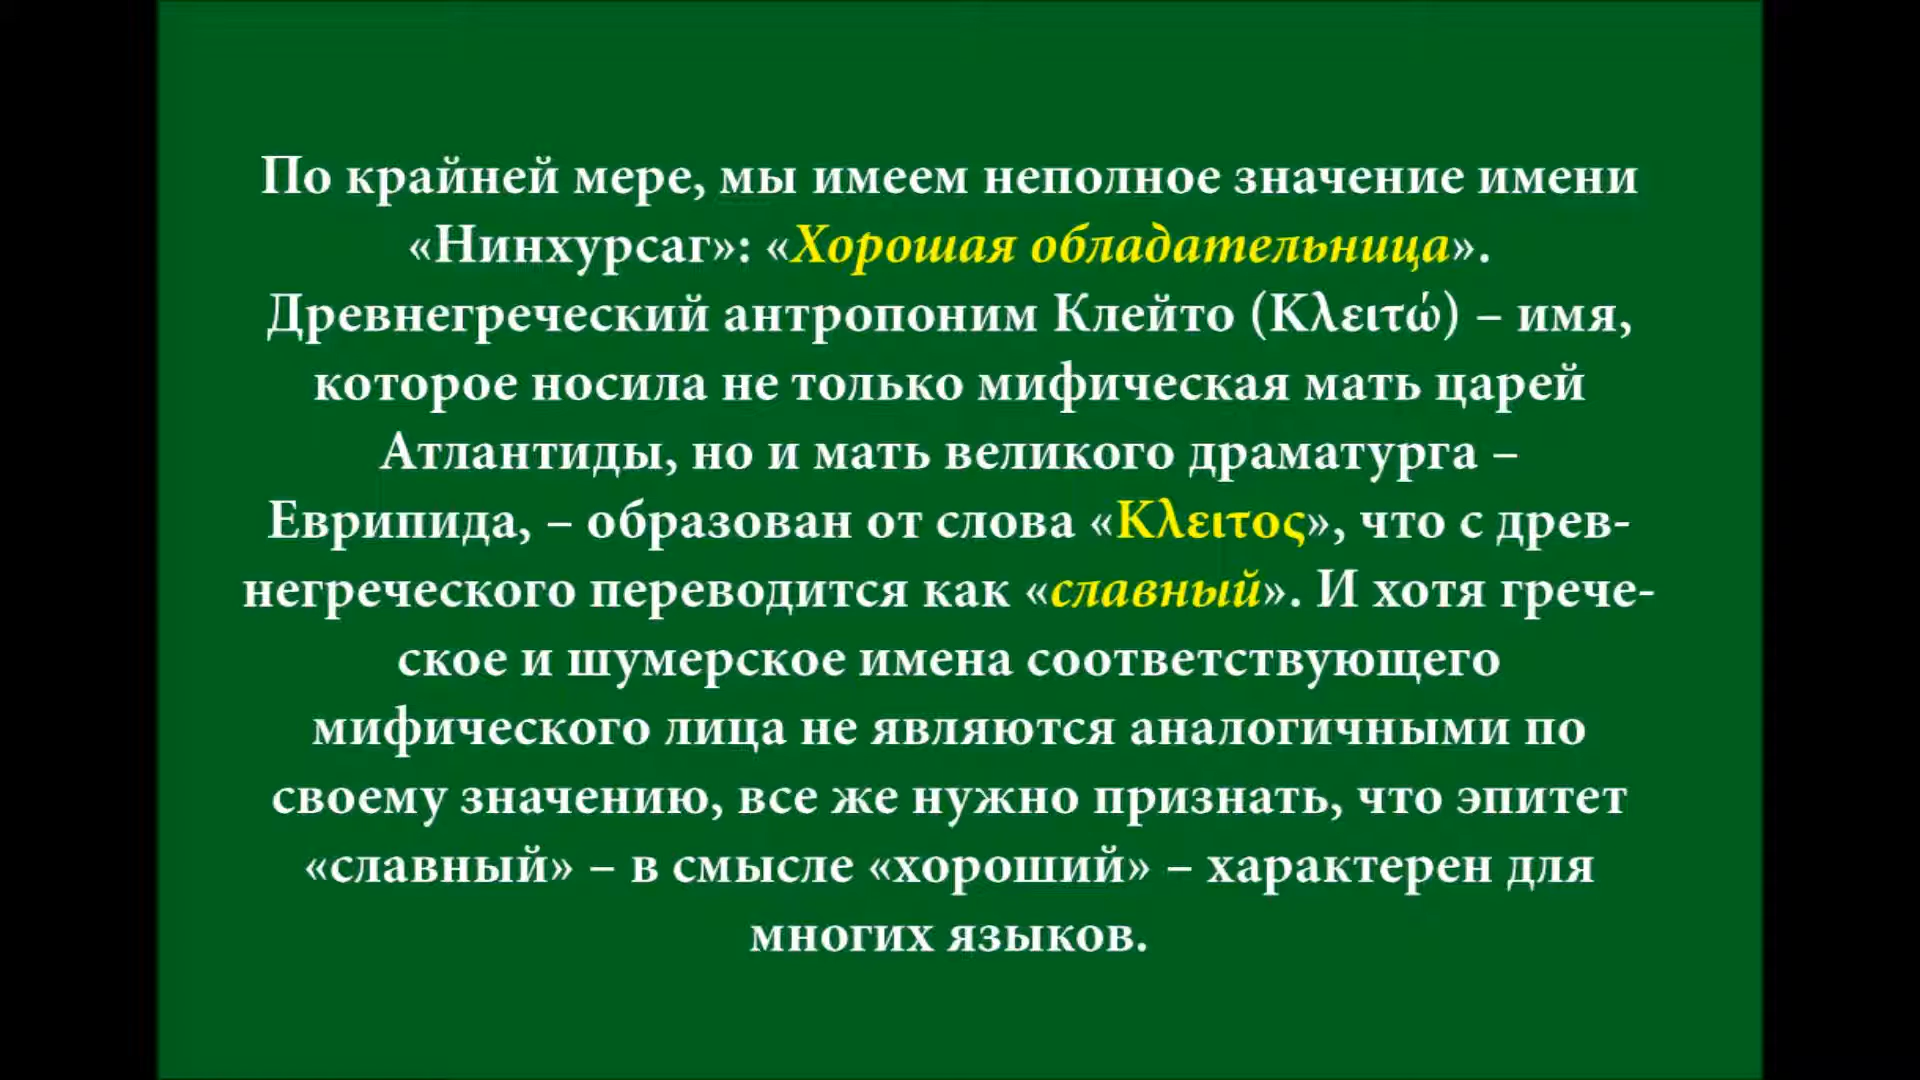 По крайней мере, мы имеем неполное значение имени
«Нинхурсаг»: «Хорошая обладательница».
Древнегреческий антропоним Клейто (Κλειτώ) – имя,
которое носила не только мифическая мать царей
Атлантиды, но и мать великого драматурга –
Еврипида, – образован от слова «Κλειτος», что с древ-
негреческого переводится как «славный». И хотя грече-
ское и шумерское имена соответствующего
мифического лица не являются аналогичными по
своему значению, все же нужно признать, что эпитет
«славный» – в смысле «хороший» – характерен для
многих языков.